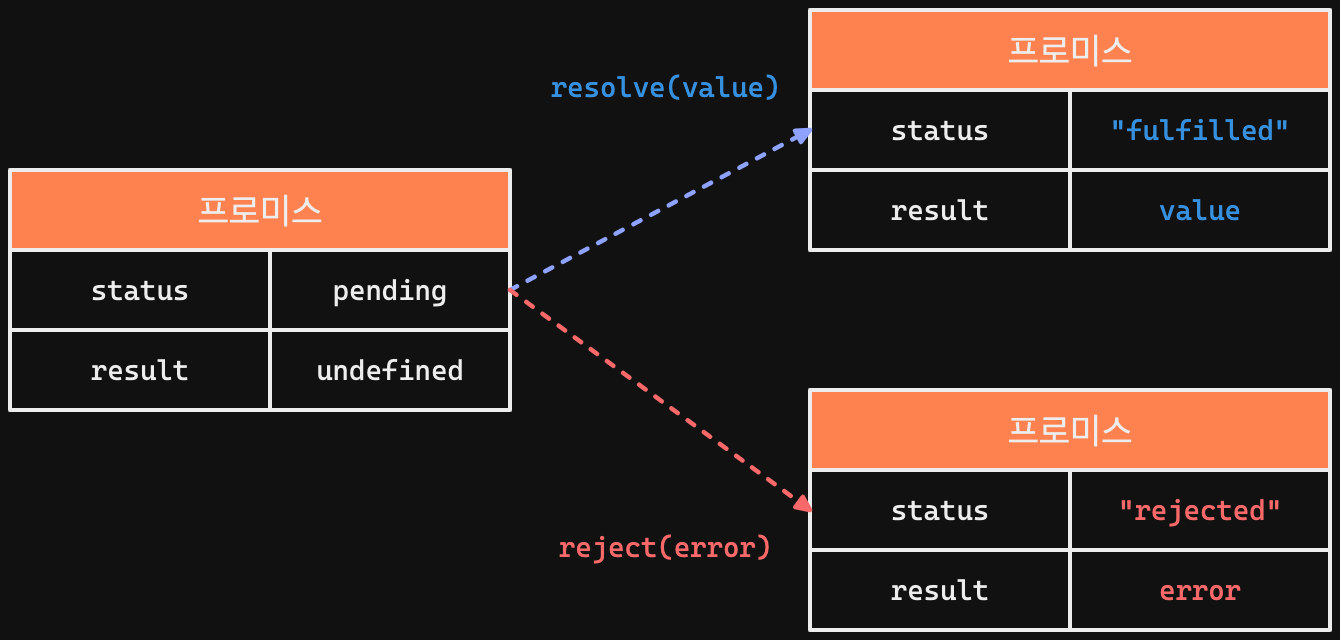 프로미스
status pending
result undefined
resolve(value)
reject(error)
프로미스
status "fulfilled"
result value
프로미스
status "rejected"
result error